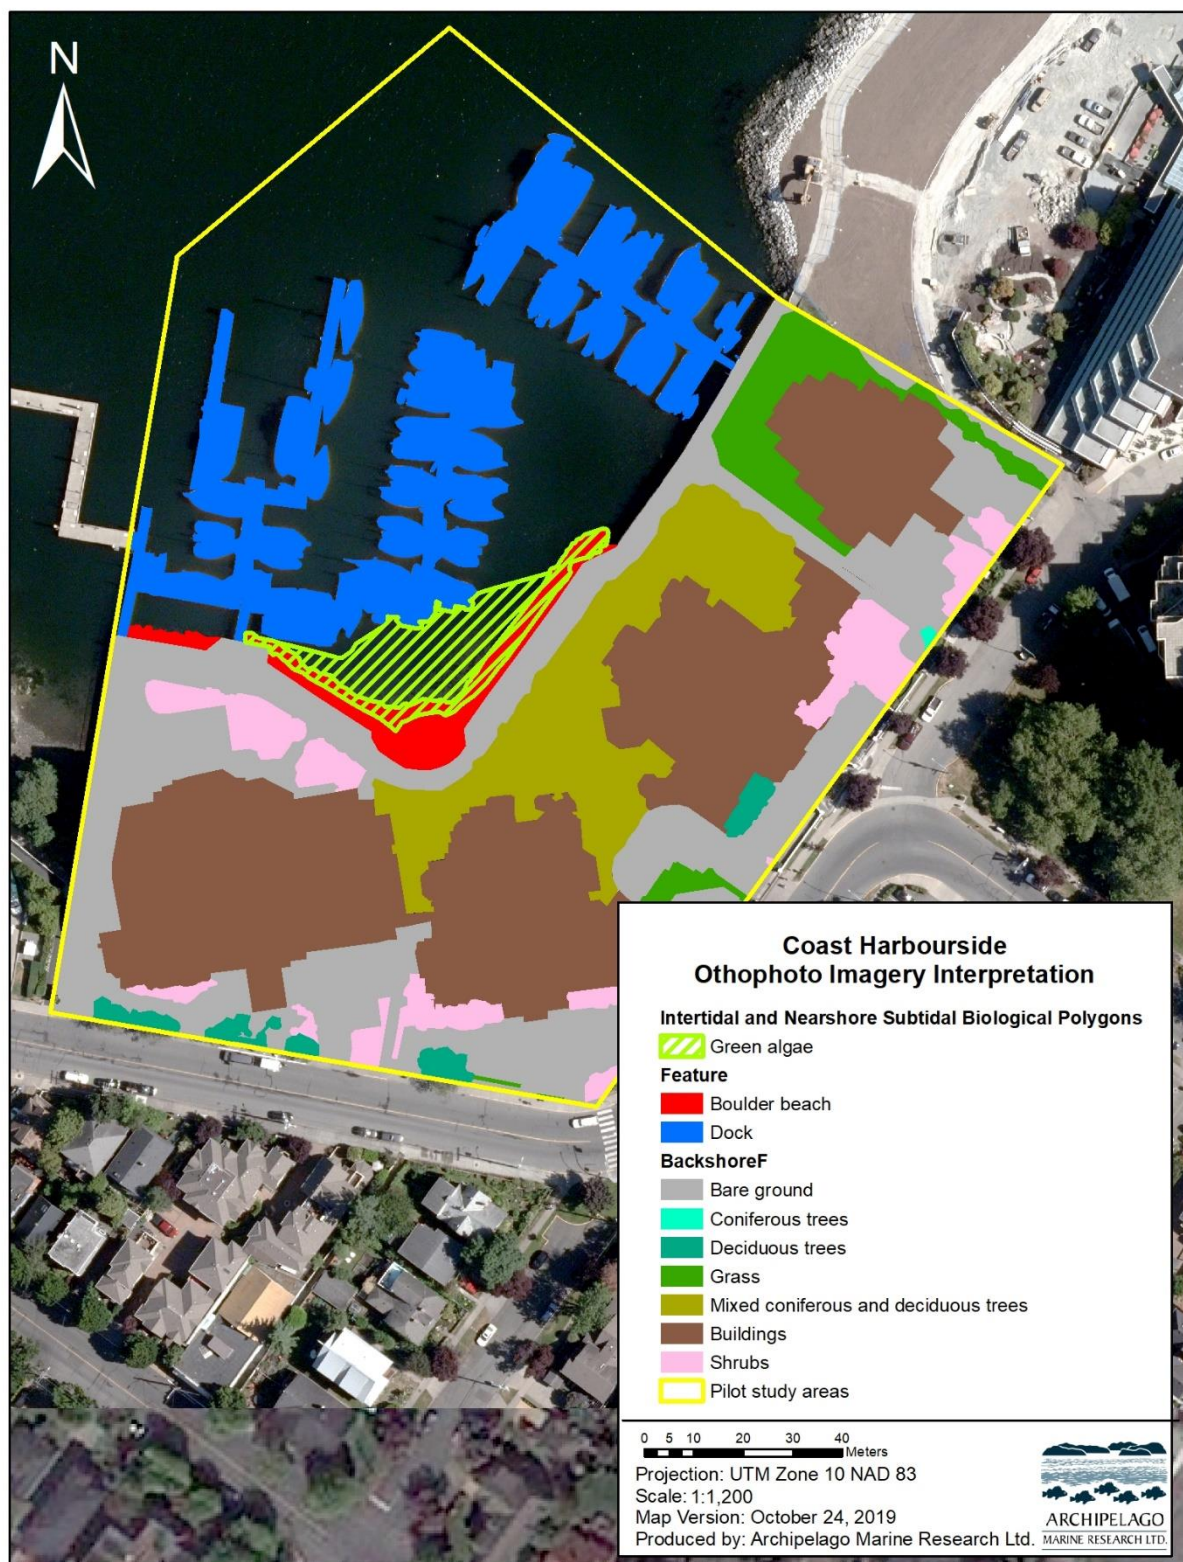 N
Coast Harbourside
Othophoto Imagery Interpretation
Intertidal and Nearshore Subtidal Biological Polygons
Green algae
Feature
Boulder beach
Dock
BackshoreF
Bare ground
Coniferous trees
Deciduous trees
Grass
Mixed coniferous and deciduous trees
Buildings
Shrubs
Pilot study areas
0 5 10 20 30 40
Meters
Projection: UTM Zone 10 NAD 83
Scale: 1:1,200
Map Version: October 24, 2019
Produced by: Archipelago Marine Research Ltd.
ARCHIPELAGO
MARINE RESEARCH LTD.